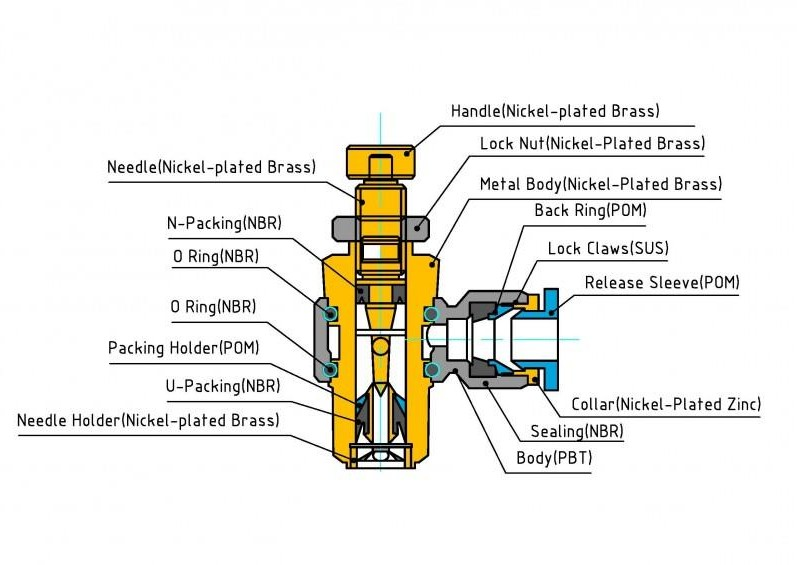 Handle(Nickel-plated Brass)
Lock Nut(Nickel-Plated Brass)
Needle(Nickel-plated Brass)
Metal Body(Nickel-Plated Brass)
Back Ring(POM)
N-Packing(NBR)
Lock Claws(SUS)
O Ring(NBR)
Release Sleeve(POM)
O Ring(NBR)
Packing Holder(POM)
U-Packing(NBR)
Collar(Nickel-Plated Zinc)
Needle Holder(Nickel-plated Brass)
Sealing(NBR)
Body(PBT)